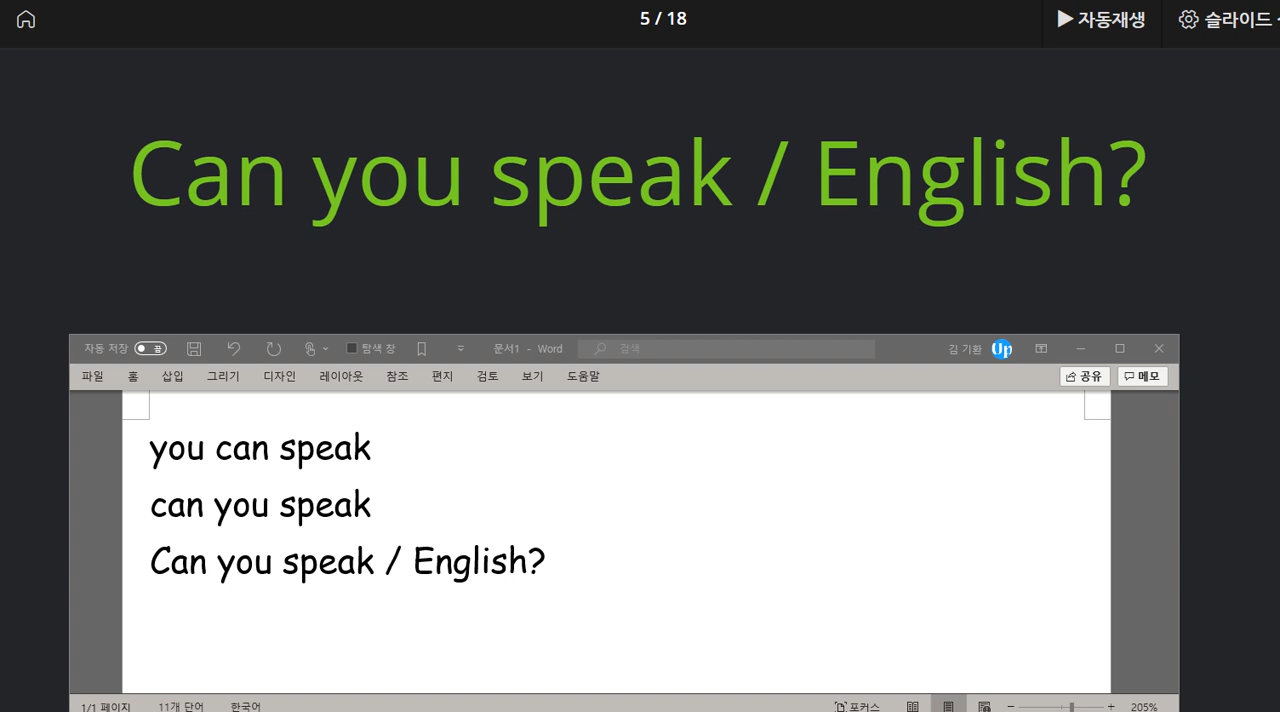 5 / 18
▶ 자동재생
슬라이드
Can you speak / English?
자동 저장 끔
탐색 창
문서1 - Word
검색
김 기환
Up
파일 홈 삽입 그리기 디자인 레이아웃 참조 편지 검토 보기 도움말
공유
메모
you can speak
can you speak
Can you speak / English?
1/1 페이지 11개 단어 한국어
포커스
205%